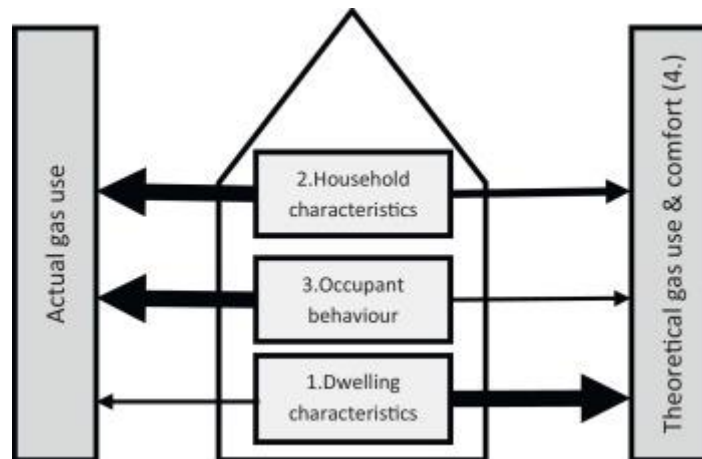 Actual gas use
2.Household
characteristics
3.Occupant
behaviour
1.Dwelling
characteristics
Theoretical gas use & comfort (4.)